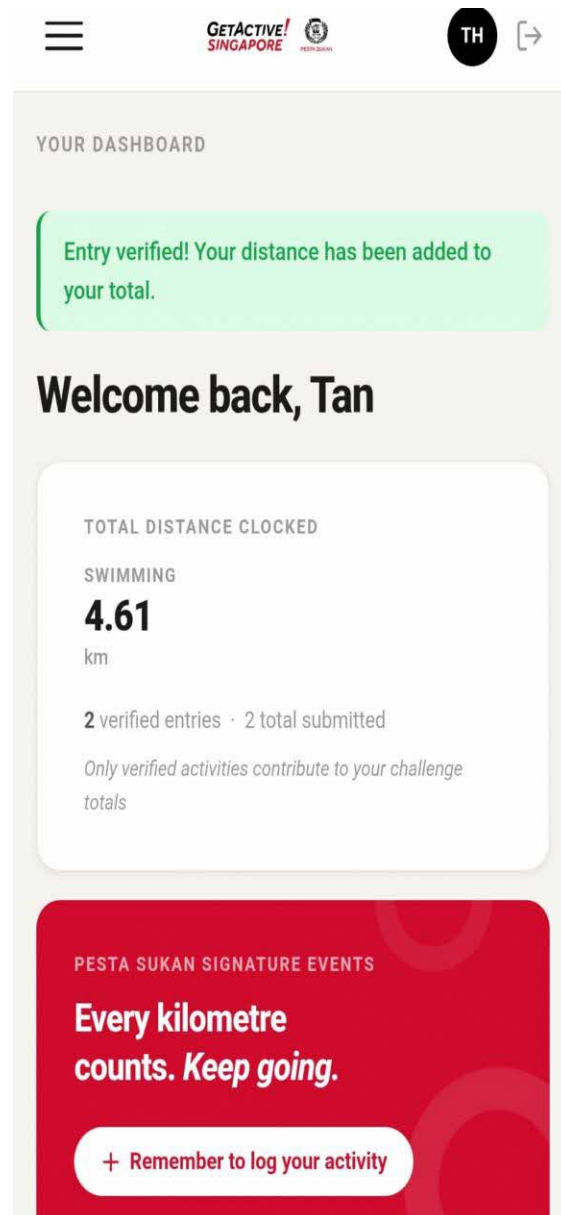 GETACTIVE!
SINGAPORE
PESTA SUKAN
TH
YOUR DASHBOARD
Entry verified! Your distance has been added to
your total.
Welcome back, Tan
TOTAL DISTANCE CLOCKED
SWIMMING
4.61
km
2 verified entries · 2 total submitted
Only verified activities contribute to your challenge
totals
PESTA SUKAN SIGNATURE EVENTS
Every kilometre
counts. Keep going.
+ Remember to log your activity